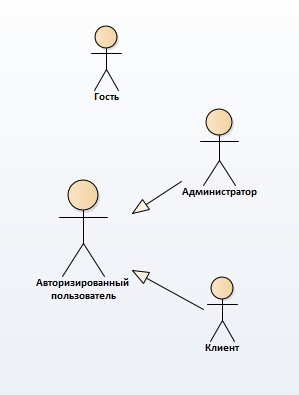 Гость
Администратор
Авторизированный
пользователь
Клиент